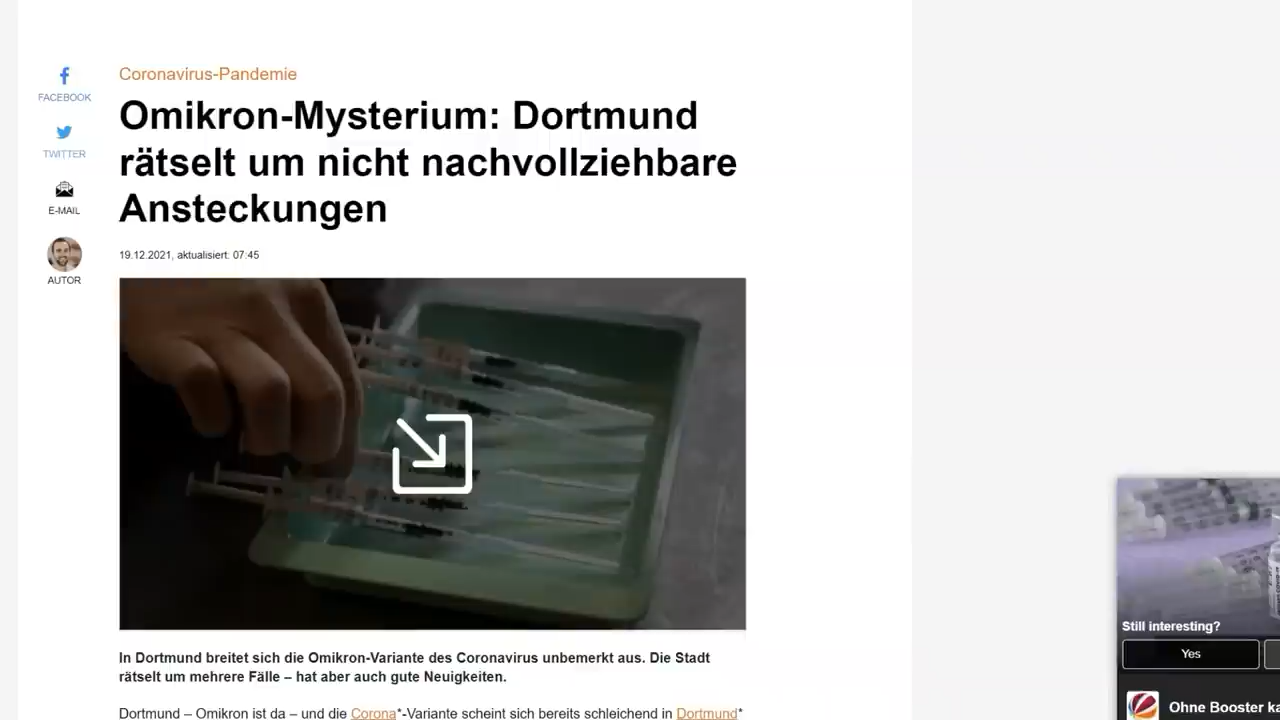 Coronavirus-Pandemie
Omikron-Mysterium: Dortmund
rätselt um nicht nachvollziehbare
Ansteckungen
19.12.2021, aktualisiert: 07:45
FACEBOOK
TWITTER
E-MAIL
AUTOR
In Dortmund breitet sich die Omikron-Variante des Coronavirus unbemerkt aus. Die Stadt
rätselt um mehrere Fälle – hat aber auch gute Neuigkeiten.
Dortmund – Omikron ist da – und die Corona*-Variante scheint sich bereits schleichend in Dortmund*
Still interesting?
Yes
Ohne Booster